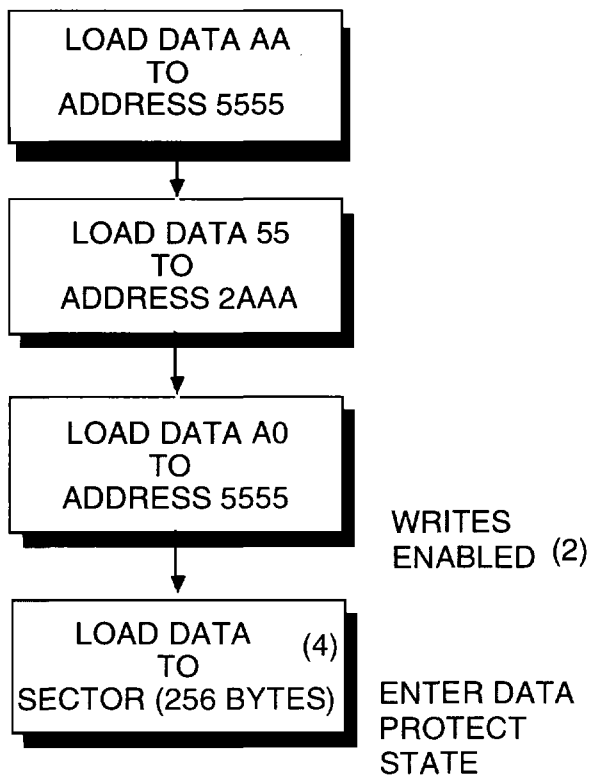 LOAD DATA AA
TO
ADDRESS 5555
LOAD DATA 55
TO
ADDRESS 2AAA
LOAD DATA A0
TO
ADDRESS 5555
WRITES
ENABLED (2)
LOAD DATA (4)
TO
SECTOR (256 BYTES)
ENTER DATA
PROTECT
STATE